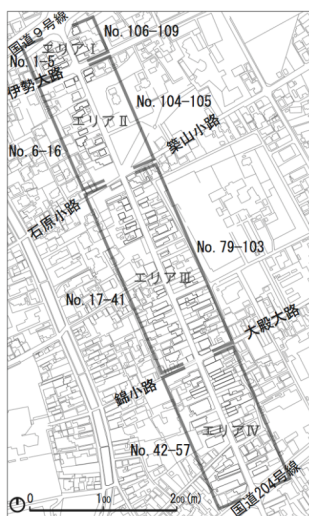 国道9号線
エリアⅠ
No. 106-109
No. 1-5
伊勢大路
エリアⅡ
No. 104-105
No. 6-16
築山小路
石原小路
No. 79-103
エリアⅢ
No. 17-41
大殿大路
錦小路
エリアⅣ
No. 42-57
国道204号線
0 100 200 (m)